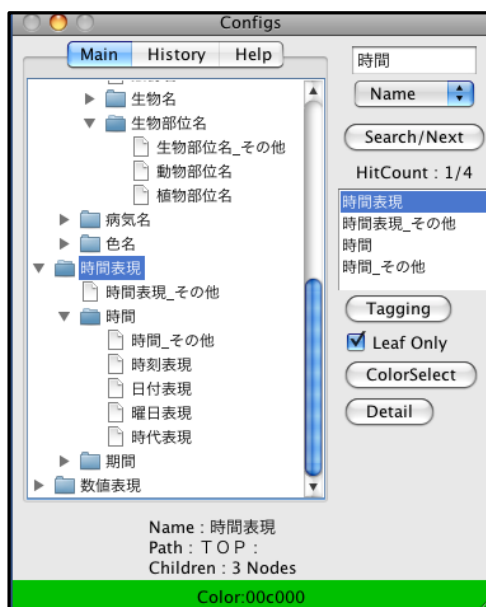 Configs
Main History Help
生物名
生物部位名
生物部位名_その他
動物部位名
植物部位名
病気名
色名
時間表現
時間表現_その他
時間
時間_その他
時刻表現
日付表現
曜日表現
時代表現
期間
数値表現
時間
Name
Search/Next
HitCount : 1/4
時間表現
時間表現_その他
時間
時間_その他
Tagging
Leaf Only
ColorSelect
Detail
Name : 時間表現
Path : ＴＯＰ :
Children : 3 Nodes
Color:00c000